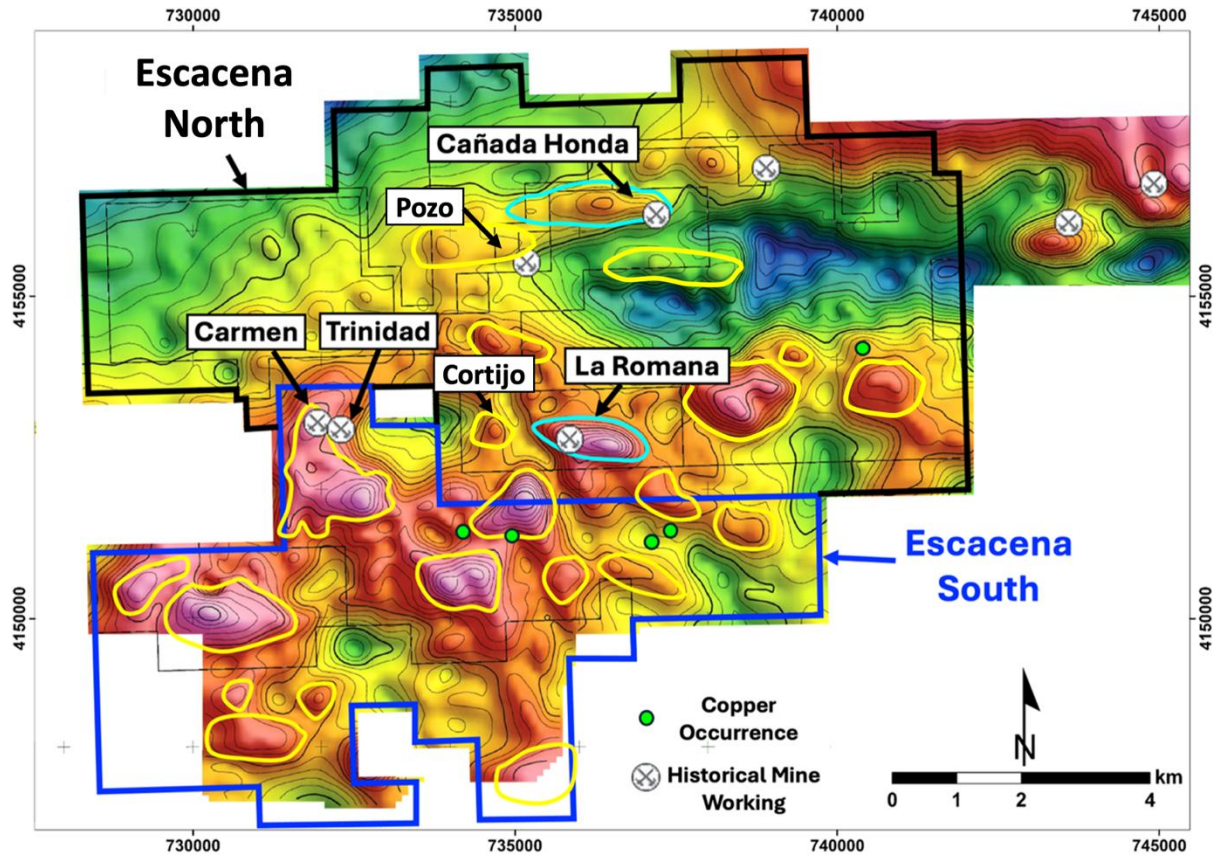 730000
735000
740000
745000
Escacena
North
Cañada Honda
Pozo
4155000
4155000
Carmen
Trinidad
Cortijo
La Romana
Escacena
South
4150000
4150000
Copper
Occurrence
Historical Mine
Working
N
km
0
1
2
4
730000
735000
740000
745000